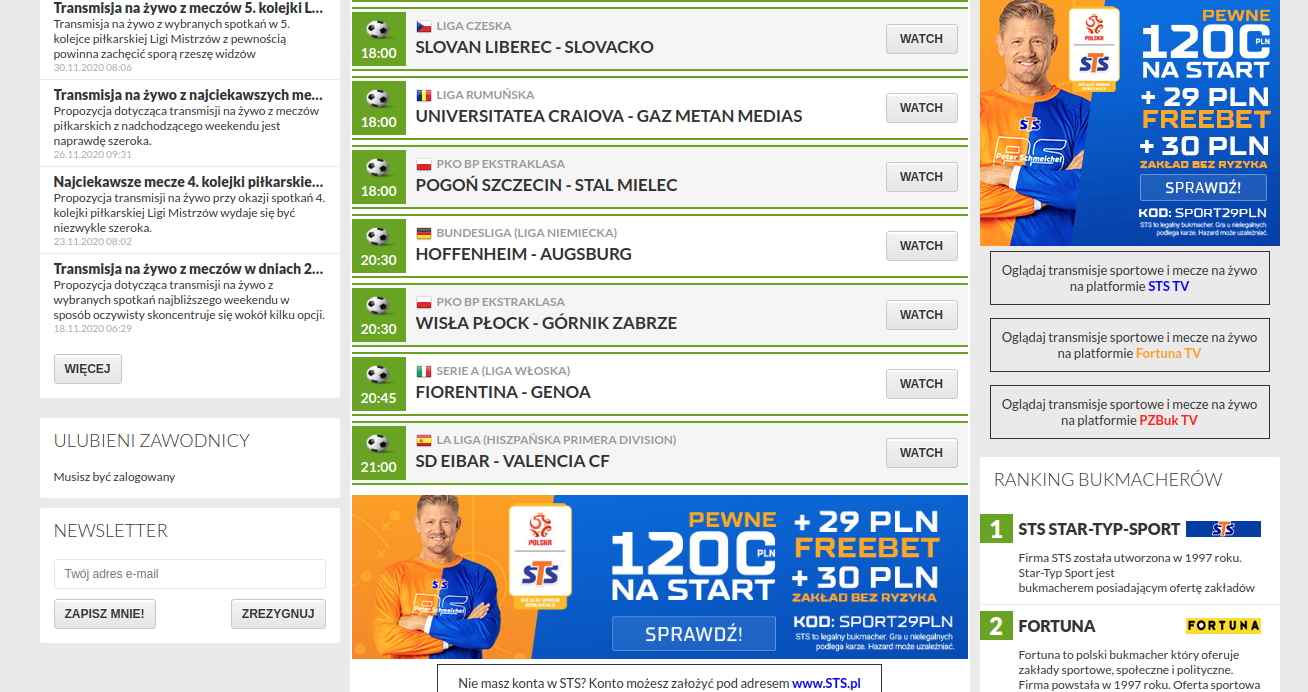 Transmisja na żywo z meczów 5. kolejki L...
Transmisja na żywo z wybranych spotkań w 5.
kolejce piłkarskiej Ligi Mistrzów z pewnością
powinna zachęcić sporą rzeszę widzów
30.11.2020 08:06
Transmisja na żywo z najciekawszych me...
Propozycja dotycząca transmisji na żywo z meczów
piłkarskich z nadchodzącego weekendu jest
naprawdę szeroka.
26.11.2020 09:31
Najciekawsze mecze 4. kolejki piłkarskie...
Propozycja transmisji na żywo przy okazji spotkań 4.
kolejki piłkarskiej Ligi Mistrzów wydaje się być
niezwykle szeroka.
23.11.2020 08:02
Transmisja na żywo z meczów w dniach 2...
Propozycja dotycząca transmisji na żywo z
wybranych spotkań najbliższego weekendu w
sposób oczywisty skoncentruje się wokół kilku opcji.
18.11.2020 06:29
WIĘCEJ
ULUBIENI ZAWODNICY
Musisz być zalogowany
NEWSLETTER
Twój adres e-mail
ZAPISZ MNIE!
ZREZYGNUJ
18:00
LIGA CZESKA
SLOVAN LIBEREC - SLOVACKO
WATCH
18:00
LIGA RUMUŃSKA
UNIVERSITATEA CRAIOVA - GAZ METAN MEDIAS
WATCH
18:00
PKO BP EKSTRAKLASA
POGOŃ SZCZECIN - STAL MIELEC
WATCH
20:30
BUNDESLIGA (LIGA NIEMIECKA)
HOFFENHEIM - AUGSBURG
WATCH
20:30
PKO BP EKSTRAKLASA
WISŁA PŁOCK - GÓRNIK ZABRZE
WATCH
20:45
SERIE A (LIGA WŁOSKA)
FIORENTINA - GENOA
WATCH
21:00
LA LIGA (HISZPAŃSKA PRIMERA DIVISION)
SD EIBAR - VALENCIA CF
WATCH
STS
Peter Schmeichel
POLSKA
STS
PEWNE
120C PLN
NA START
+ 29 PLN
FREEBET
+ 30 PLN
ZAKŁAD BEZ RYZYKA
SPRAWDŹ!
KOD: SPORT29PLN
STS to legalny bukmacher. Gra u nielegalnych
podlega karze. Hazard może uzależniać.
Nie masz konta w STS? Konto możesz założyć pod adresem www.STS.pl
POLSKA
STS
STS
Peter Schmeichel
PEWNE
120C PLN
NA START
+ 29 PLN
FREEBET
+ 30 PLN
ZAKŁAD BEZ RYZYKA
SPRAWDŹ!
KOD: SPORT29PLN
STS to legalny bukmacher. Gra u nielegalnych
podlega karze. Hazard może uzależniać.
Oglądaj transmisje sportowe i mecze na żywo
na platformie STS TV
Oglądaj transmisje sportowe i mecze na żywo
na platformie Fortuna TV
Oglądaj transmisje sportowe i mecze na żywo
na platformie PZBuk TV
RANKING BUKMACHERÓW
1 STS STAR-TYP-SPORT STS
Firma STS została utworzona w 1997 roku.
Star-Typ Sport jest
bukmacherem posiadającym ofertę zakładów
2 FORTUNA FORTUNA
Fortuna to polski bukmacher który oferuje
zakłady sportowe, społeczne i polityczne.
Firma powstała w 1997 roku. Oferta sportowa